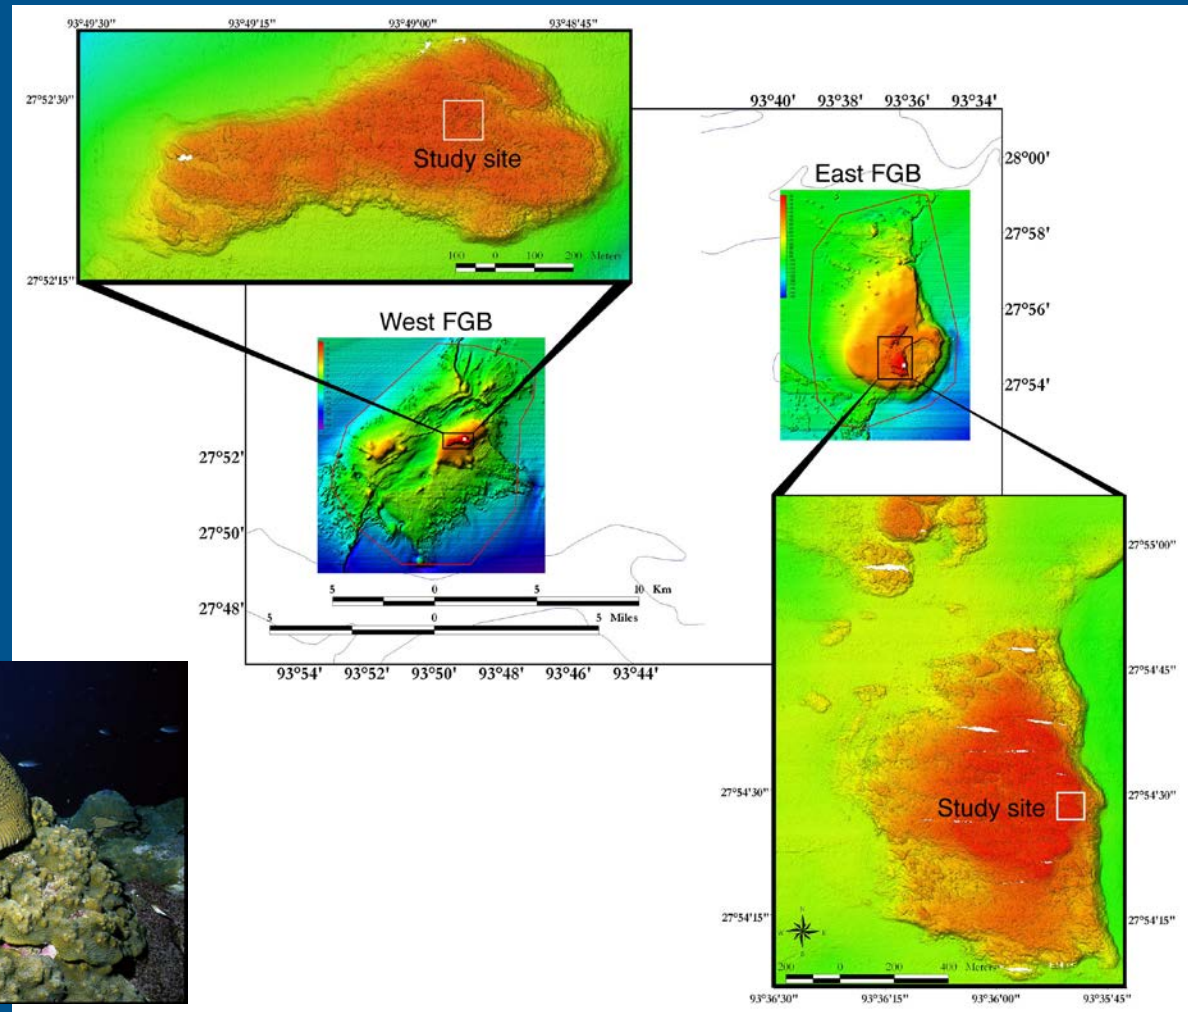 93°49'30" 93°49'15" 93°49'00" 93°48'45"
27°52'30"
Study site
100 0 100 200 Meters
27°52'15"
93°40' 93°38' 93°36' 93°34'
28°00'
East FGB
27°58'
27°56'
27°54'
West FGB
27°52'
27°50'
27°48'
5 0 5 10 Km
5 0 5 Miles
93°54' 93°52' 93°50' 93°48' 93°46' 93°44'
27°55'00"
27°54'45"
27°54'30" 27°54'30"
Study site
27°54'15" 27°54'15"
200 0 200 400 Meters
93°36'30" 93°36'15" 93°36'00" 93°35'45"